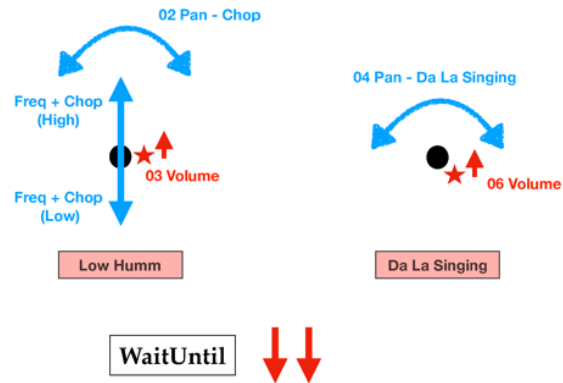 02 Pan - Chop
04 Pan - Da La Singing
Freq + Chop
(High)
03 Volume
06 Volume
Freq + Chop
(Low)
Low Humm
Da La Singing
WaitUntil